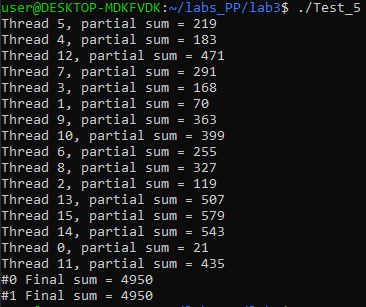 user@DESKTOP-MDKFVDK:~/labs_PP/lab3$ ./Test_5
Thread 5, partial sum = 219
Thread 4, partial sum = 183
Thread 12, partial sum = 471
Thread 7, partial sum = 291
Thread 3, partial sum = 168
Thread 1, partial sum = 70
Thread 9, partial sum = 363
Thread 10, partial sum = 399
Thread 6, partial sum = 255
Thread 8, partial sum = 327
Thread 2, partial sum = 119
Thread 13, partial sum = 507
Thread 15, partial sum = 579
Thread 14, partial sum = 543
Thread 0, partial sum = 21
Thread 11, partial sum = 435
#0 Final sum = 4950
#1 Final sum = 4950